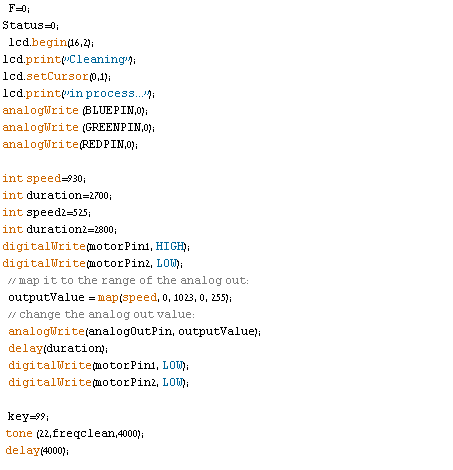 F=0;
Status=0;
lcd.begin(16,2);
lcd.print("Cleaning");
lcd.setCursor(0,1);
lcd.print("in process...");
analogWrite (BLUEPIN,0);
analogWrite (GREENPIN,0);
analogWrite(REDPIN,0);
int speed=930;
int duration=2700;
int speed2=525;
int duration2=2800;
digitalWrite(motorPin1, HIGH);
digitalWrite(motorPin2, LOW);
// map it to the range of the analog out:
outputValue = map(speed, 0, 1023, 0, 255);
// change the analog out value:
analogWrite(analogOutPin, outputValue);
delay(duration);
digitalWrite(motorPin1, LOW);
digitalWrite(motorPin2, LOW);
key=99;
tone (22,freqclean,4000);
delay(4000);